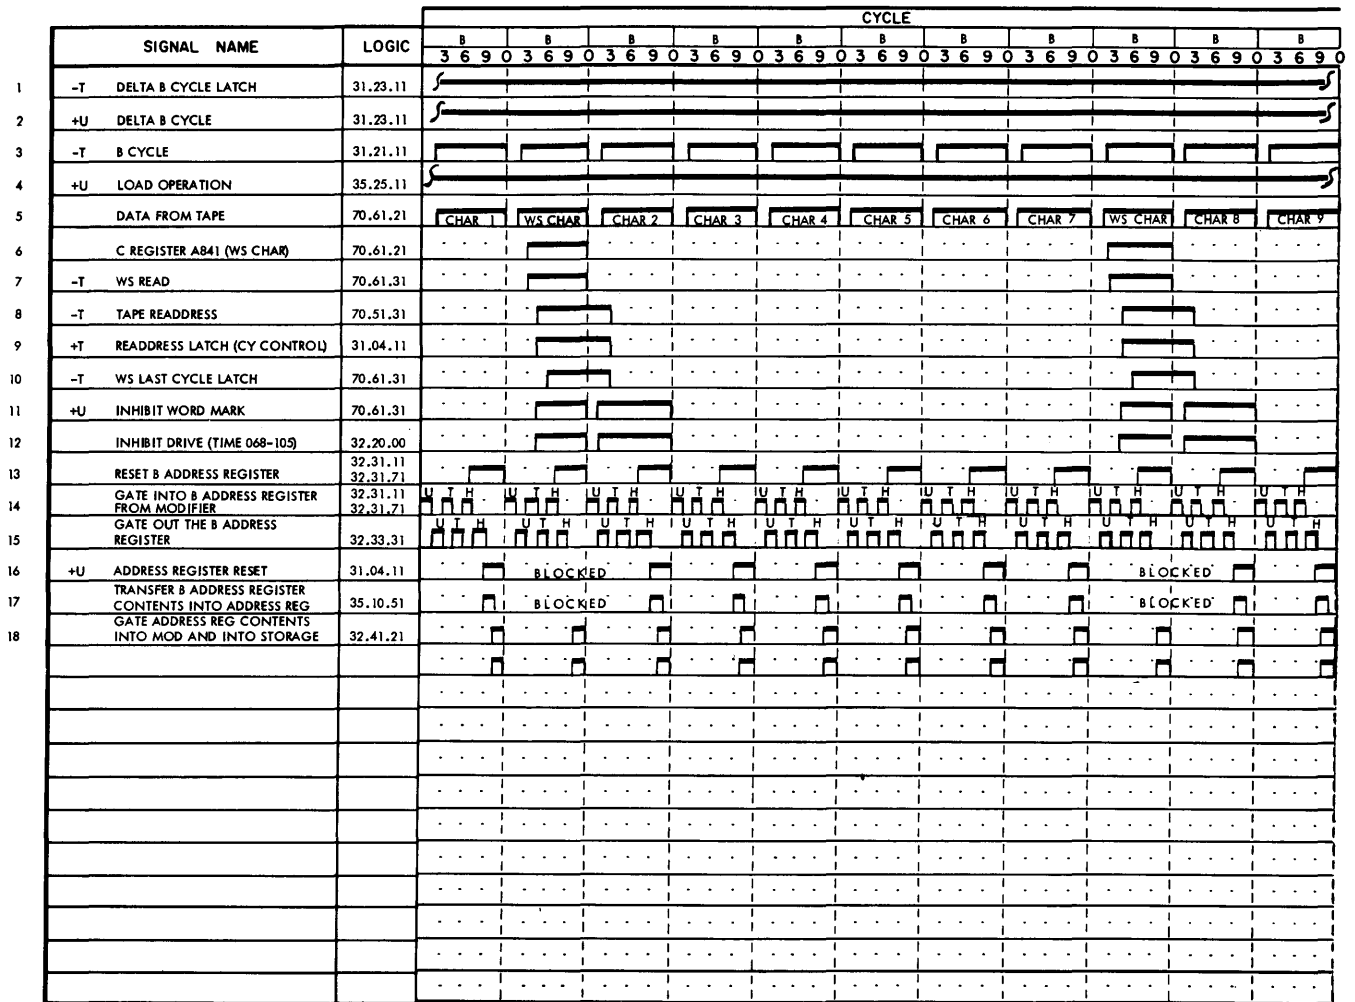 CYCLE
SIGNAL NAME LOGIC B B B B B B B B B B B
3 6 9 0 3 6 9 0 3 6 9 0 3 6 9 0 3 6 9 0 3 6 9 0 3 6 9 0 3 6 9 0 3 6 9 0 3 6 9 0 3 6 9 0
1 -T DELTA B CYCLE LATCH 31.23.11
2 +U DELTA B CYCLE 31.23.11
3 -T B CYCLE 31.21.11
4 +U LOAD OPERATION 35.25.11
5 DATA FROM TAPE 70.61.21 CHAR 1 WS CHAR CHAR 2 CHAR 3 CHAR 4 CHAR 5 CHAR 6 CHAR 7 WS CHAR CHAR 8 CHAR 9
6 C REGISTER A841 (WS CHAR) 70.61.21
7 -T WS READ 70.61.31
8 -T TAPE READDRESS 70.51.31
9 +T READDRESS LATCH (CY CONTROL) 31.04.11
10 -T WS LAST CYCLE LATCH 70.61.31
11 +U INHIBIT WORD MARK 70.61.31
12 INHIBIT DRIVE (TIME 068-105) 32.20.00
13 RESET B ADDRESS REGISTER 32.31.11
32.31.71
14 GATE INTO B ADDRESS REGISTER 32.31.11 U T H U T H U T H U T H U T H U T H U T H U T H U T H U T H U T H
FROM MODIFIER 32.31.71
15 GATE OUT THE B ADDRESS U T H U T H U T H U T H U T H U T H U T H U T H U T H U T H U T H
REGISTER 32.33.31
16 +U ADDRESS REGISTER RESET 31.04.11 BLOCKED BLOCKED
17 TRANSFER B ADDRESS REGISTER
CONTENTS INTO ADDRESS REG 35.10.51 BLOCKED BLOCKED
18 GATE ADDRESS REG CONTENTS
INTO MOD AND INTO STORAGE 32.41.21